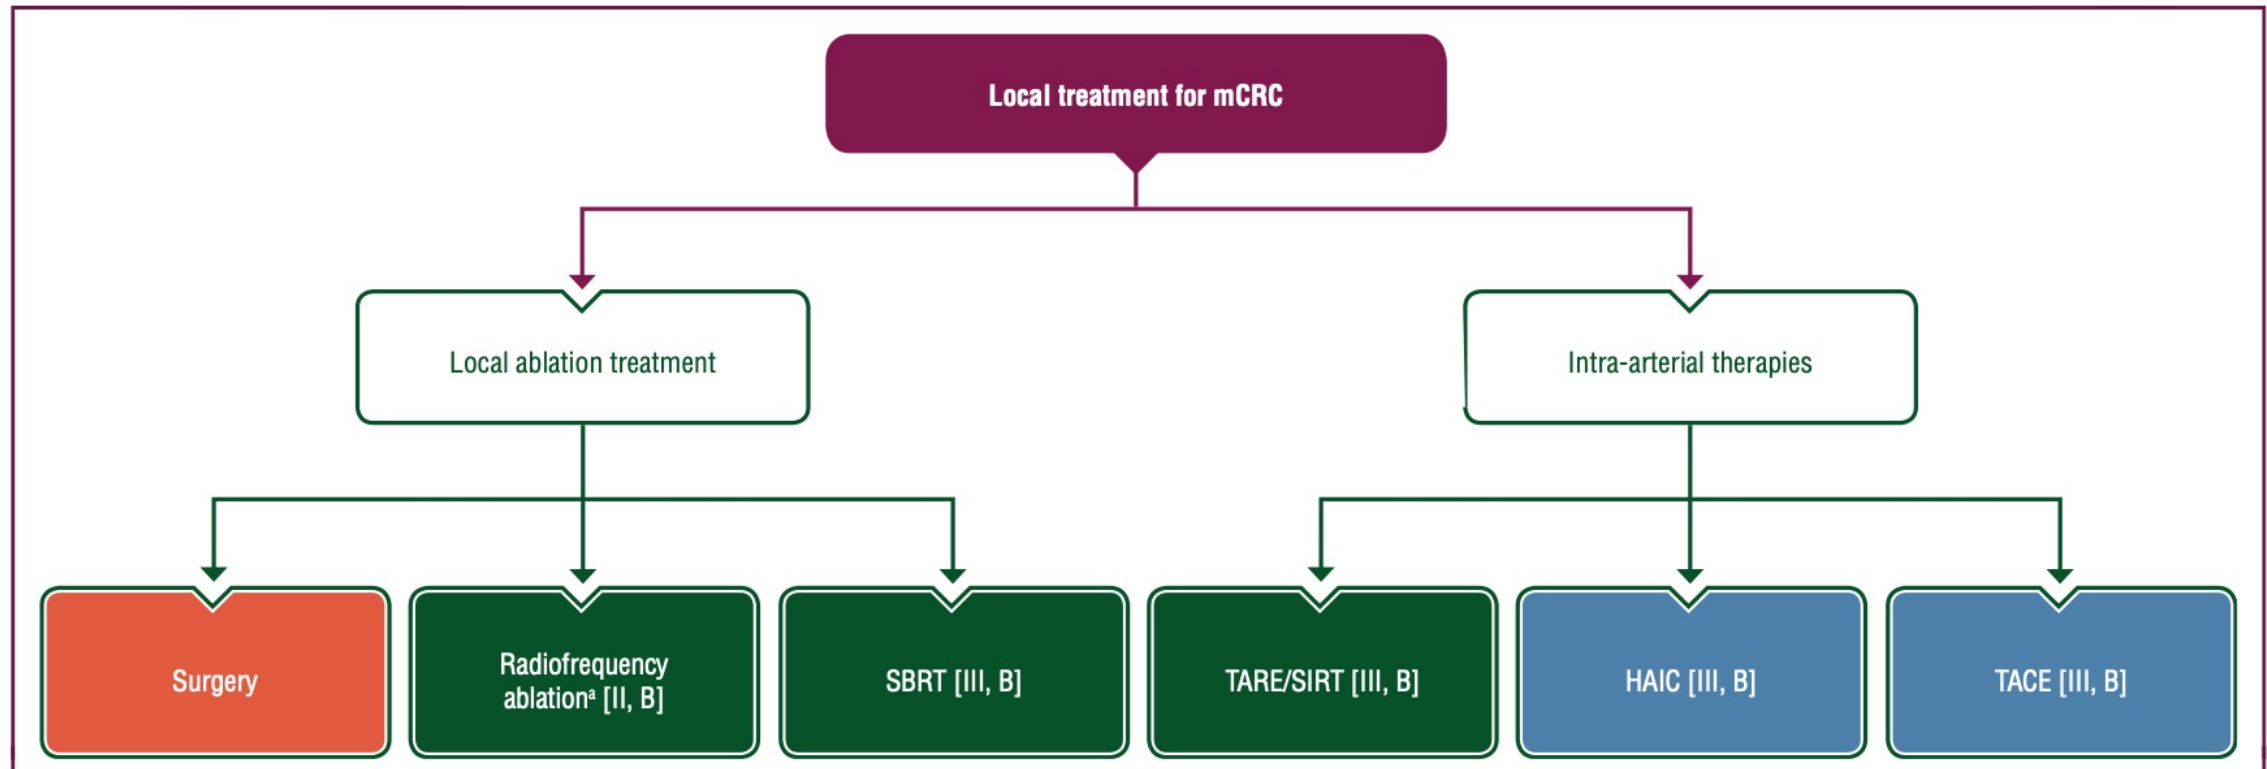 Local treatment for mCRC
Local ablation treatment
Intra-arterial therapies
Surgery
Radiofrequency
ablationᵃ [II, B]
SBRT [III, B]
TARE/SIRT [III, B]
HAIC [III, B]
TACE [III, B]